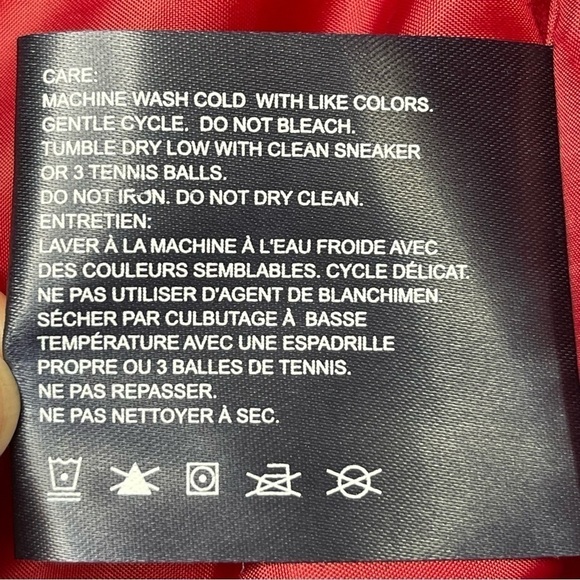 CARE:
MACHINE WASH COLD WITH LIKE COLORS.
GENTLE CYCLE. DO NOT BLEACH.
TUMBLE DRY LOW WITH CLEAN SNEAKER
OR 3 TENNIS BALLS.
DO NOT IRON. DO NOT DRY CLEAN.
ENTRETIEN:
LAVER À LA MACHINE À L'EAU FROIDE AVEC
DES COULEURS SEMBLABLES. CYCLE DÉLICAT.
NE PAS UTILISER D'AGENT DE BLANCHIMEN.
SÉCHER PAR CULBUTAGE À BASSE
TEMPÉRATURE AVEC UNE ESPADRILLE
PROPRE OU 3 BALLES DE TENNIS.
NE PAS REPASSER.
NE PAS NETTOYER À SEC.